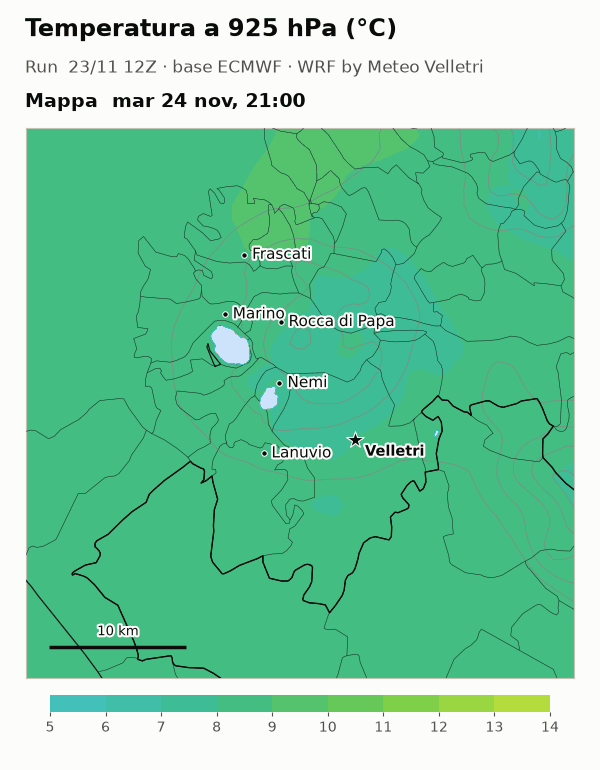 Temperatura a 925 hPa (°C)
Run  23/11 12Z · base ECMWF · WRF by Meteo Velletri
Mappa  mar 24 nov, 21:00
Frascati
Marino
Rocca di Papa
Nemi
Velletri
Lanuvio
10 km
5 6 7 8 9 10 11 12 13 14